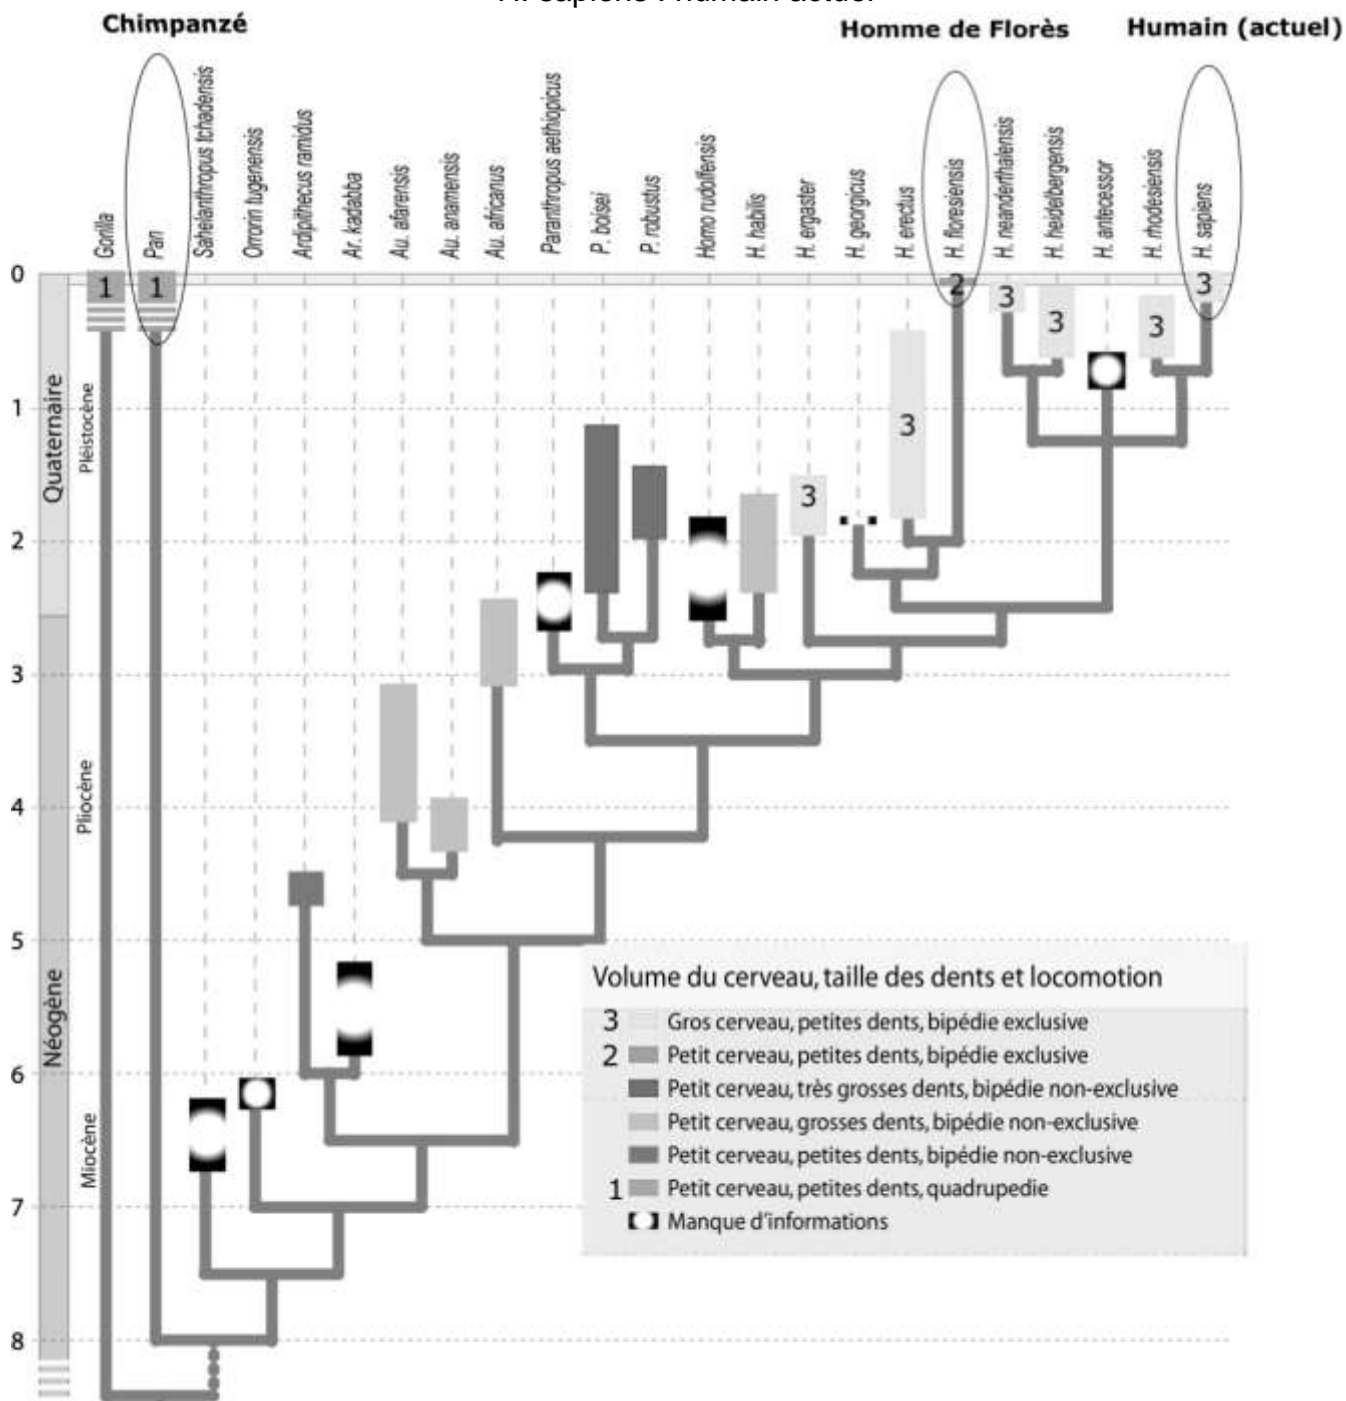 H. sapiens : humain actuel
Chimpanzé
Homme de Florès
Humain (actuel)
Gorilla
Pan
Sahelanthropus tchadensis
Orrorin tugenensis
Ardipithecus ramidus
Ar. kadabba
Au. afarensis
Au. anamensis
Au. africanus
Paranthropus aethiopicus
P. boisei
P. robustus
Homo rudolfensis
H. habilis
H. ergaster
H. georgicus
H. erectus
H. floresiensis
H. neanderthalensis
H. heidelbergensis
H. antecessor
H. rhodesiensis
H. sapiens
0
1
1
2
3
3
3
3
Quaternaire
Pléistocène
1
3
3
2
3
Néogène
Pliocène
4
5
6
Miocène
7
8
Volume du cerveau, taille des dents et locomotion
3 Gros cerveau, petites dents, bipédie exclusive
2 Petit cerveau, petites dents, bipédie exclusive
Petit cerveau, très grosses dents, bipédie non-exclusive
Petit cerveau, grosses dents, bipédie non-exclusive
Petit cerveau, petites dents, bipédie non-exclusive
1 Petit cerveau, petites dents, quadrupedie
Manque d'informations